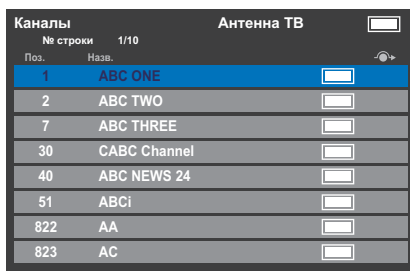 Каналы Антенна ТВ
№ строки 1/10
Поз. Назв.
1 ABC ONE
2 ABC TWO
7 ABC THREE
30 CABC Channel
40 ABC NEWS 24
51 ABCi
822 AA
823 AC